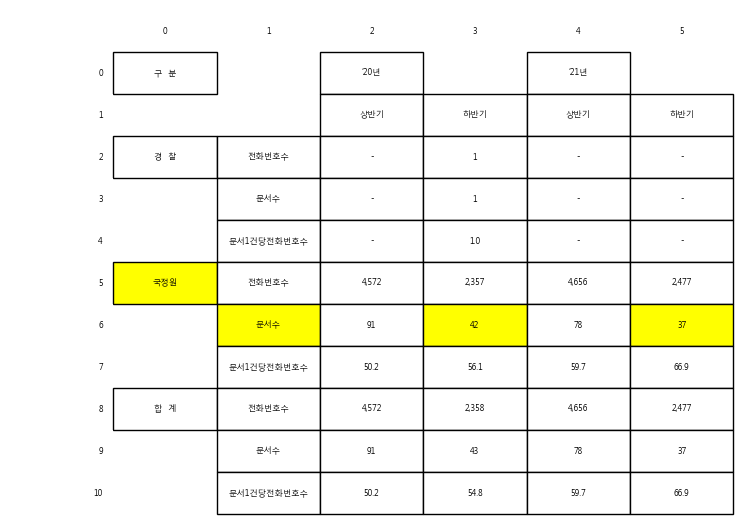 0 1 2 3 4 5
0 구 분 '20년 '21년
1 상반기 하반기 상반기 하반기
2 경 찰 전화번호수 - 1 - -
3 문서수 - 1 - -
4 문서1건당전화번호수 - 1.0 - -
5 국정원 전화번호수 4,572 2,357 4,656 2,477
6 문서수 91 42 78 37
7 문서1건당전화번호수 50.2 56.1 59.7 66.9
8 합 계 전화번호수 4,572 2,358 4,656 2,477
9 문서수 91 43 78 37
10 문서1건당전화번호수 50.2 54.8 59.7 66.9